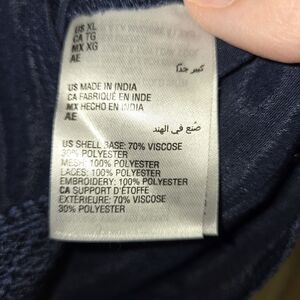 US XL
CA TG
MX XG
AE
كبير جدًا
US MADE IN INDIA
CA FABRIQUÉ EN INDE
MX HECHO EN INDIA
AE
صُنع في الهند
US SHELL BASE: 70% VISCOSE
30% POLYESTER
MESH: 100% POLYESTER
LACES: 100% POLYESTER
EMBROIDERY: 100% POLYESTER
CA SUPPORT D'ÉTOFFE
EXTÉRIEURE: 70% VISCOSE
30% POLYESTER